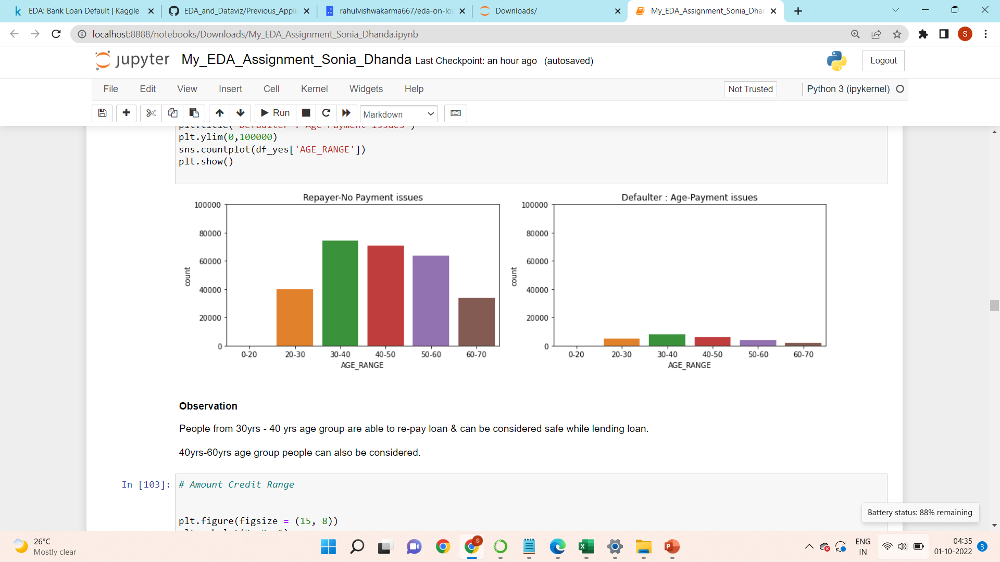 EDA: Bank Loan Default | Kaggle
EDA_and_Dataviz/Previous_Appli
rahulvishwakarma667/eda-on-loa
Downloads/
My_EDA_Assignment_Sonia_Dhan
localhost:8888/notebooks/Downloads/My_EDA_Assignment_Sonia_Dhanda.ipynb
S
jupyter My_EDA_Assignment_Sonia_Dhanda Last Checkpoint: an hour ago (autosaved)
Logout
File Edit View Insert Cell Kernel Widgets Help
Not Trusted
Python 3 (ipykernel)
Run
Markdown
plt.title("Defaulter : Age-Payment issues")
plt.ylim(0,100000)
sns.countplot(df_yes['AGE_RANGE'])
plt.show()
Repayer-No Payment issues
100000
80000
60000
40000
20000
0
count
0-20 20-30 30-40 40-50 50-60 60-70
AGE_RANGE
Defaulter : Age-Payment issues
100000
80000
60000
40000
20000
0
count
0-20 20-30 30-40 40-50 50-60 60-70
AGE_RANGE
Observation
People from 30yrs - 40 yrs age group are able to re-pay loan & can be considered safe while lending loan.
40yrs-60yrs age group people can also be considered.
In [103]:
# Amount Credit Range
plt.figure(figsize = (15, 8))
Battery status: 88% remaining
26°C
Mostly clear
S
ENG
IN
04:35
01-10-2022
3